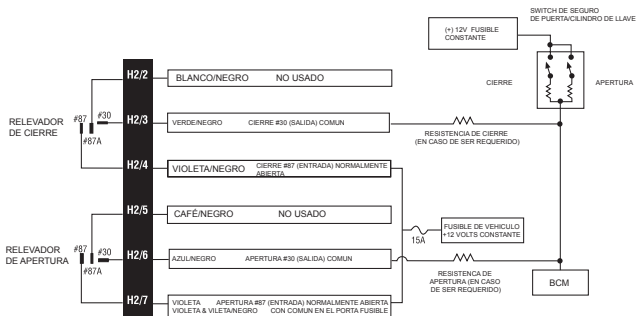 SWITCH DE SEGURO
DE PUERTA/CILINDRO DE LLAVE
(+) 12V FUSIBLE
CONSTANTE
CIERRE
APERTURA
H2/2
BLANCO/NEGRO NO USADO
RELEVADOR
DE CIERRE
#87
#30
#87A
H2/3
VERDE/NEGRO CIERRE #30 (SALIDA) COMUN
RESISTENCIA DE CIERRE
(EN CASO DE SER REQUERIDO)
H2/4
VIOLETA/NEGRO CIERRE #87 (ENTRADA) NORMALMENTE
ABIERTA
H2/5
CAFÉ/NEGRO NO USADO
15A
FUSIBLE DE VEHICULO
+12 VOLTS CONSTANTE
RELEVADOR
DE APERTURA
#87
#30
#87A
H2/6
AZUL/NEGRO APERTURA #30 (SALIDA) COMUN
RESISTENCA DE
APERTURA (EN CASO
DE SER REQUERIDO)
BCM
H2/7
VIOLETA APERTURA #87 (ENTRADA) NORMALMENTE ABIERTA
VIOLETA & VILETA/NEGRO CON COMUN EN EL PORTA FUSIBLE